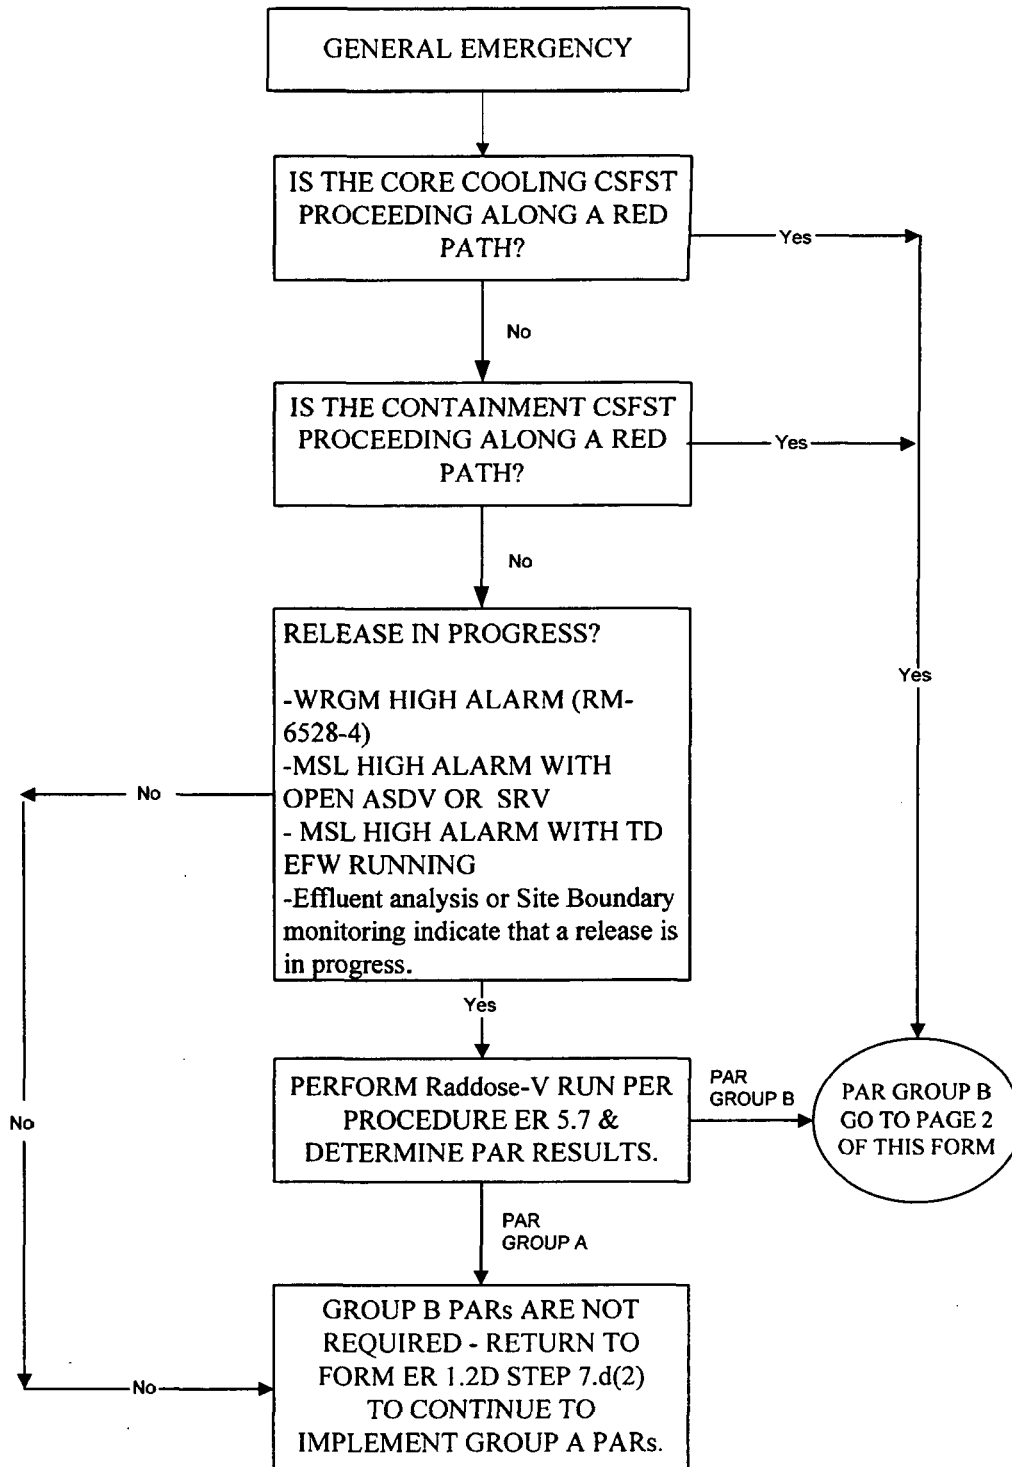 GENERAL EMERGENCY
IS THE CORE COOLING CSFST
PROCEEDING ALONG A RED
PATH?
Yes
No
IS THE CONTAINMENT CSFST
PROCEEDING ALONG A RED
PATH?
Yes
No
RELEASE IN PROGRESS?
-WRGM HIGH ALARM (RM-
6528-4)
-MSL HIGH ALARM WITH
OPEN ASDV OR SRV
- MSL HIGH ALARM WITH TD
EFW RUNNING
-Effluent analysis or Site Boundary
monitoring indicate that a release is
in progress.
Yes
No
Yes
PERFORM Raddose-V RUN PER
PROCEDURE ER 5.7 &
DETERMINE PAR RESULTS.
PAR
GROUP B
PAR GROUP B
GO TO PAGE 2
OF THIS FORM
No
PAR
GROUP A
GROUP B PARs ARE NOT
REQUIRED - RETURN TO
FORM ER 1.2D STEP 7.d(2)
TO CONTINUE TO
IMPLEMENT GROUP A PARs.
No